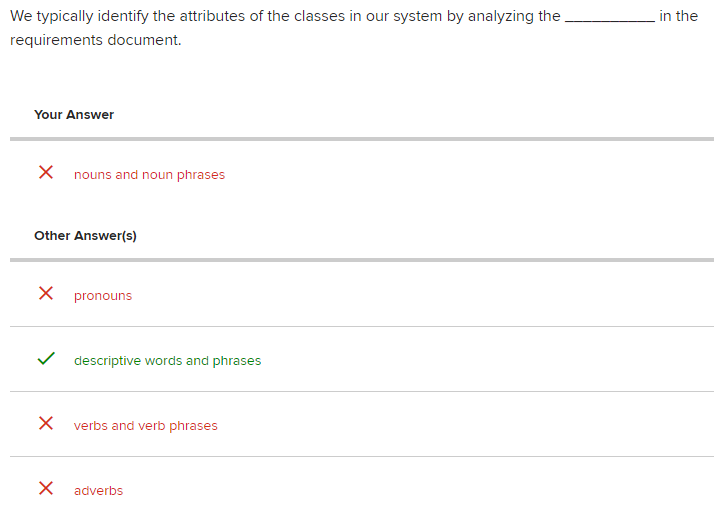 We typically identify the attributes of the classes in our system by analyzing the __________ in the
requirements document.
Your Answer
nouns and noun phrases
Other Answer(s)
pronouns
descriptive words and phrases
verbs and verb phrases
adverbs